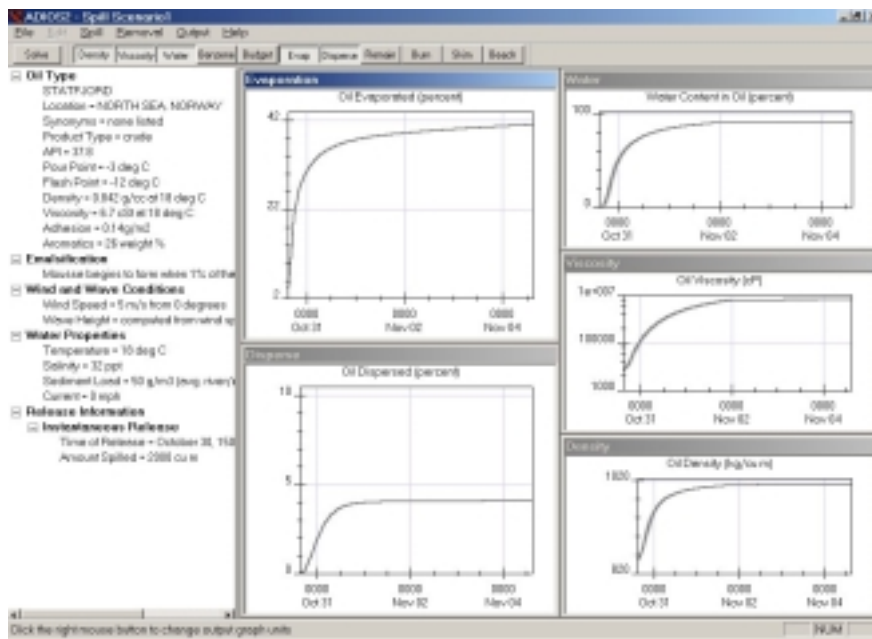 ADIOS2 - Spill Scenario1
File Edit Spill Removal Output Help
Solve Density Viscosity Water Benzene Budget Evap Disperse Remain Burn Skim Beach
Oil Type
STATFJORD
Location = NORTH SEA, NORWAY
Synonyms = none listed
Product Type = crude
API = 37.8
Pour Point = -3 deg C
Flash Point = -12 deg C
Density = 0.842 g/cc at 18 deg C
Viscosity = 6.7 cSt at 18 deg C
Adhesion = 0.14g/m2
Aromatics = 25 weight %
Emulsification
Mousse begins to form when 1% of the
Wind and Wave Conditions
Wind Speed = 5 m/s from 0 degrees
Wave Height = computed from wind sp
Water Properties
Temperature = 18 deg C
Salinity = 32 ppt
Sediment Load = 50 g/m3 (avg. river/
Current = 0 mph
Release Information
Instantaneous Release
Time of Release = October 30, 150
Amount Spilled = 2000 cu m
Evaporation
Oil Evaporated (percent)
42
22
2
0000 0000 0000
Oct 31 Nov 02 Nov 04
Disperse
Oil Dispersed (percent)
10
5
0
0000 0000 0000
Oct 31 Nov 02 Nov 04
Water
Water Content in Oil (percent)
100
0
0000 0000 0000
Oct 31 Nov 02 Nov 04
Viscosity
Oil Viscosity (cP)
1e+007
100000
1000
0000 0000 0000
Oct 31 Nov 02 Nov 04
Density
Oil Density (kg/cu m)
1020
820
0000 0000 0000
Oct 31 Nov 02 Nov 04
Click the right mouse button to change output graph units
NUM